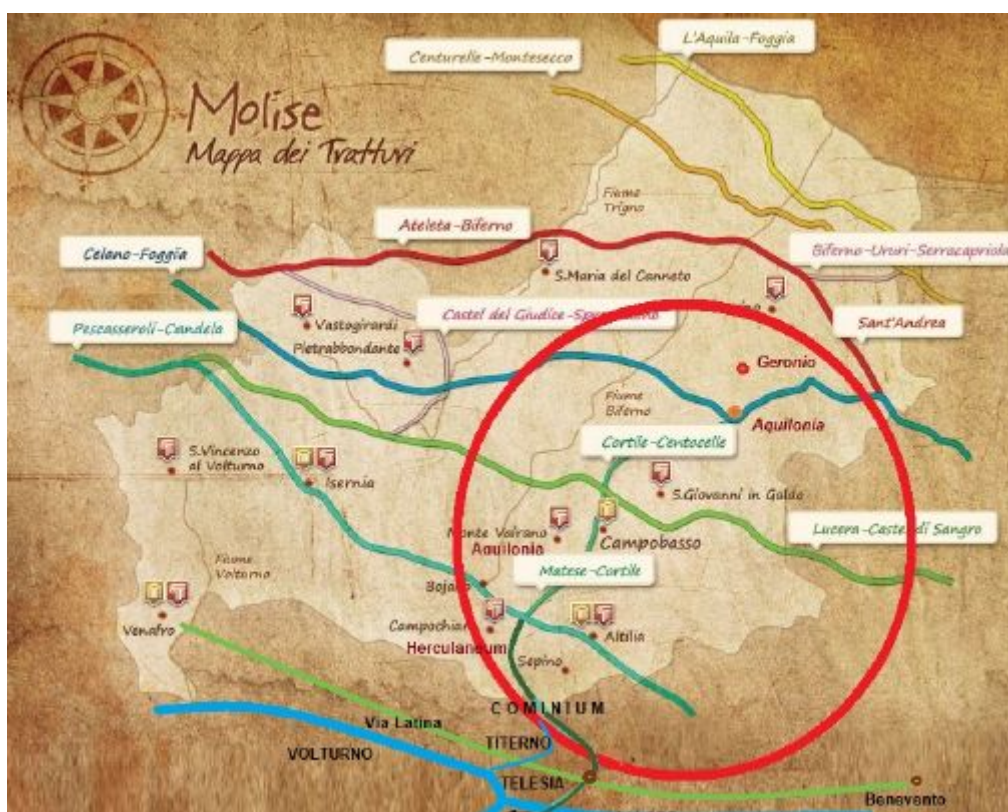 L'Aquila-Foggia
Centurelle-Montesecco
Molise
Mappa dei Tratturi
Fiume
Trigno
Ateleta-Biferno
Celano-Foggia
Biferno-Ururi-Serracapriola
S.Maria del Canneto
Vastogirardi
Castel del Giudice-
Pescasseroli-Candela
Pietrabbondante
Sant'Andrea
Geronio
Fiume
Biferno
Aquilonia
Cortile-Centocelle
S.Vincenzo
al Volturno
Isernia
S.Giovanni in Galdo
Monte Vairano
Aquilonia
Campobasso
Lucera-Castel di Sangro
Fiume
Volturno
Matese-Cortile
Bojano
Venafro
Campochiaro
Altilia
Herculaneum
Sepino
COMINIUM
Via Latina
TITERNO
VOLTURNO
TELESIA
Benevento